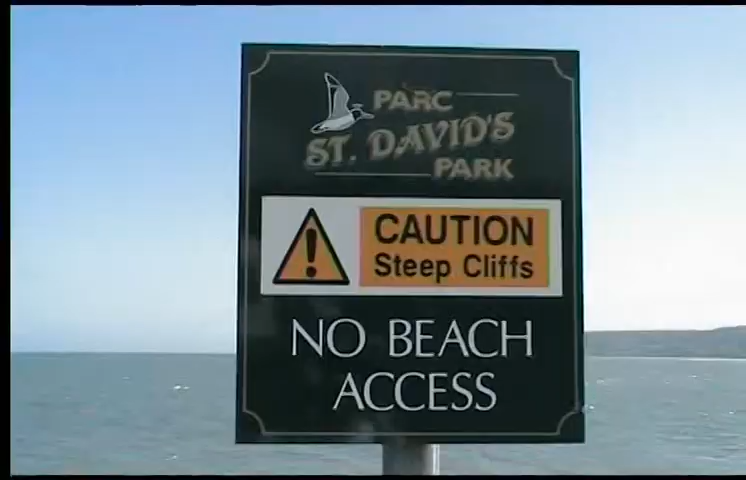 PARC
ST. DAVID'S
PARK
CAUTION
Steep Cliffs
NO BEACH
ACCESS